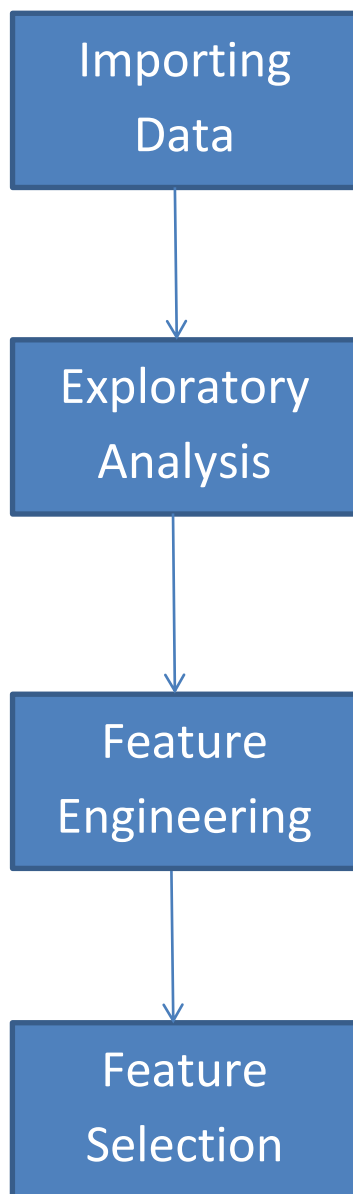 Importing
Data
Exploratory
Analysis
Feature
Engineering
Feature
Selection